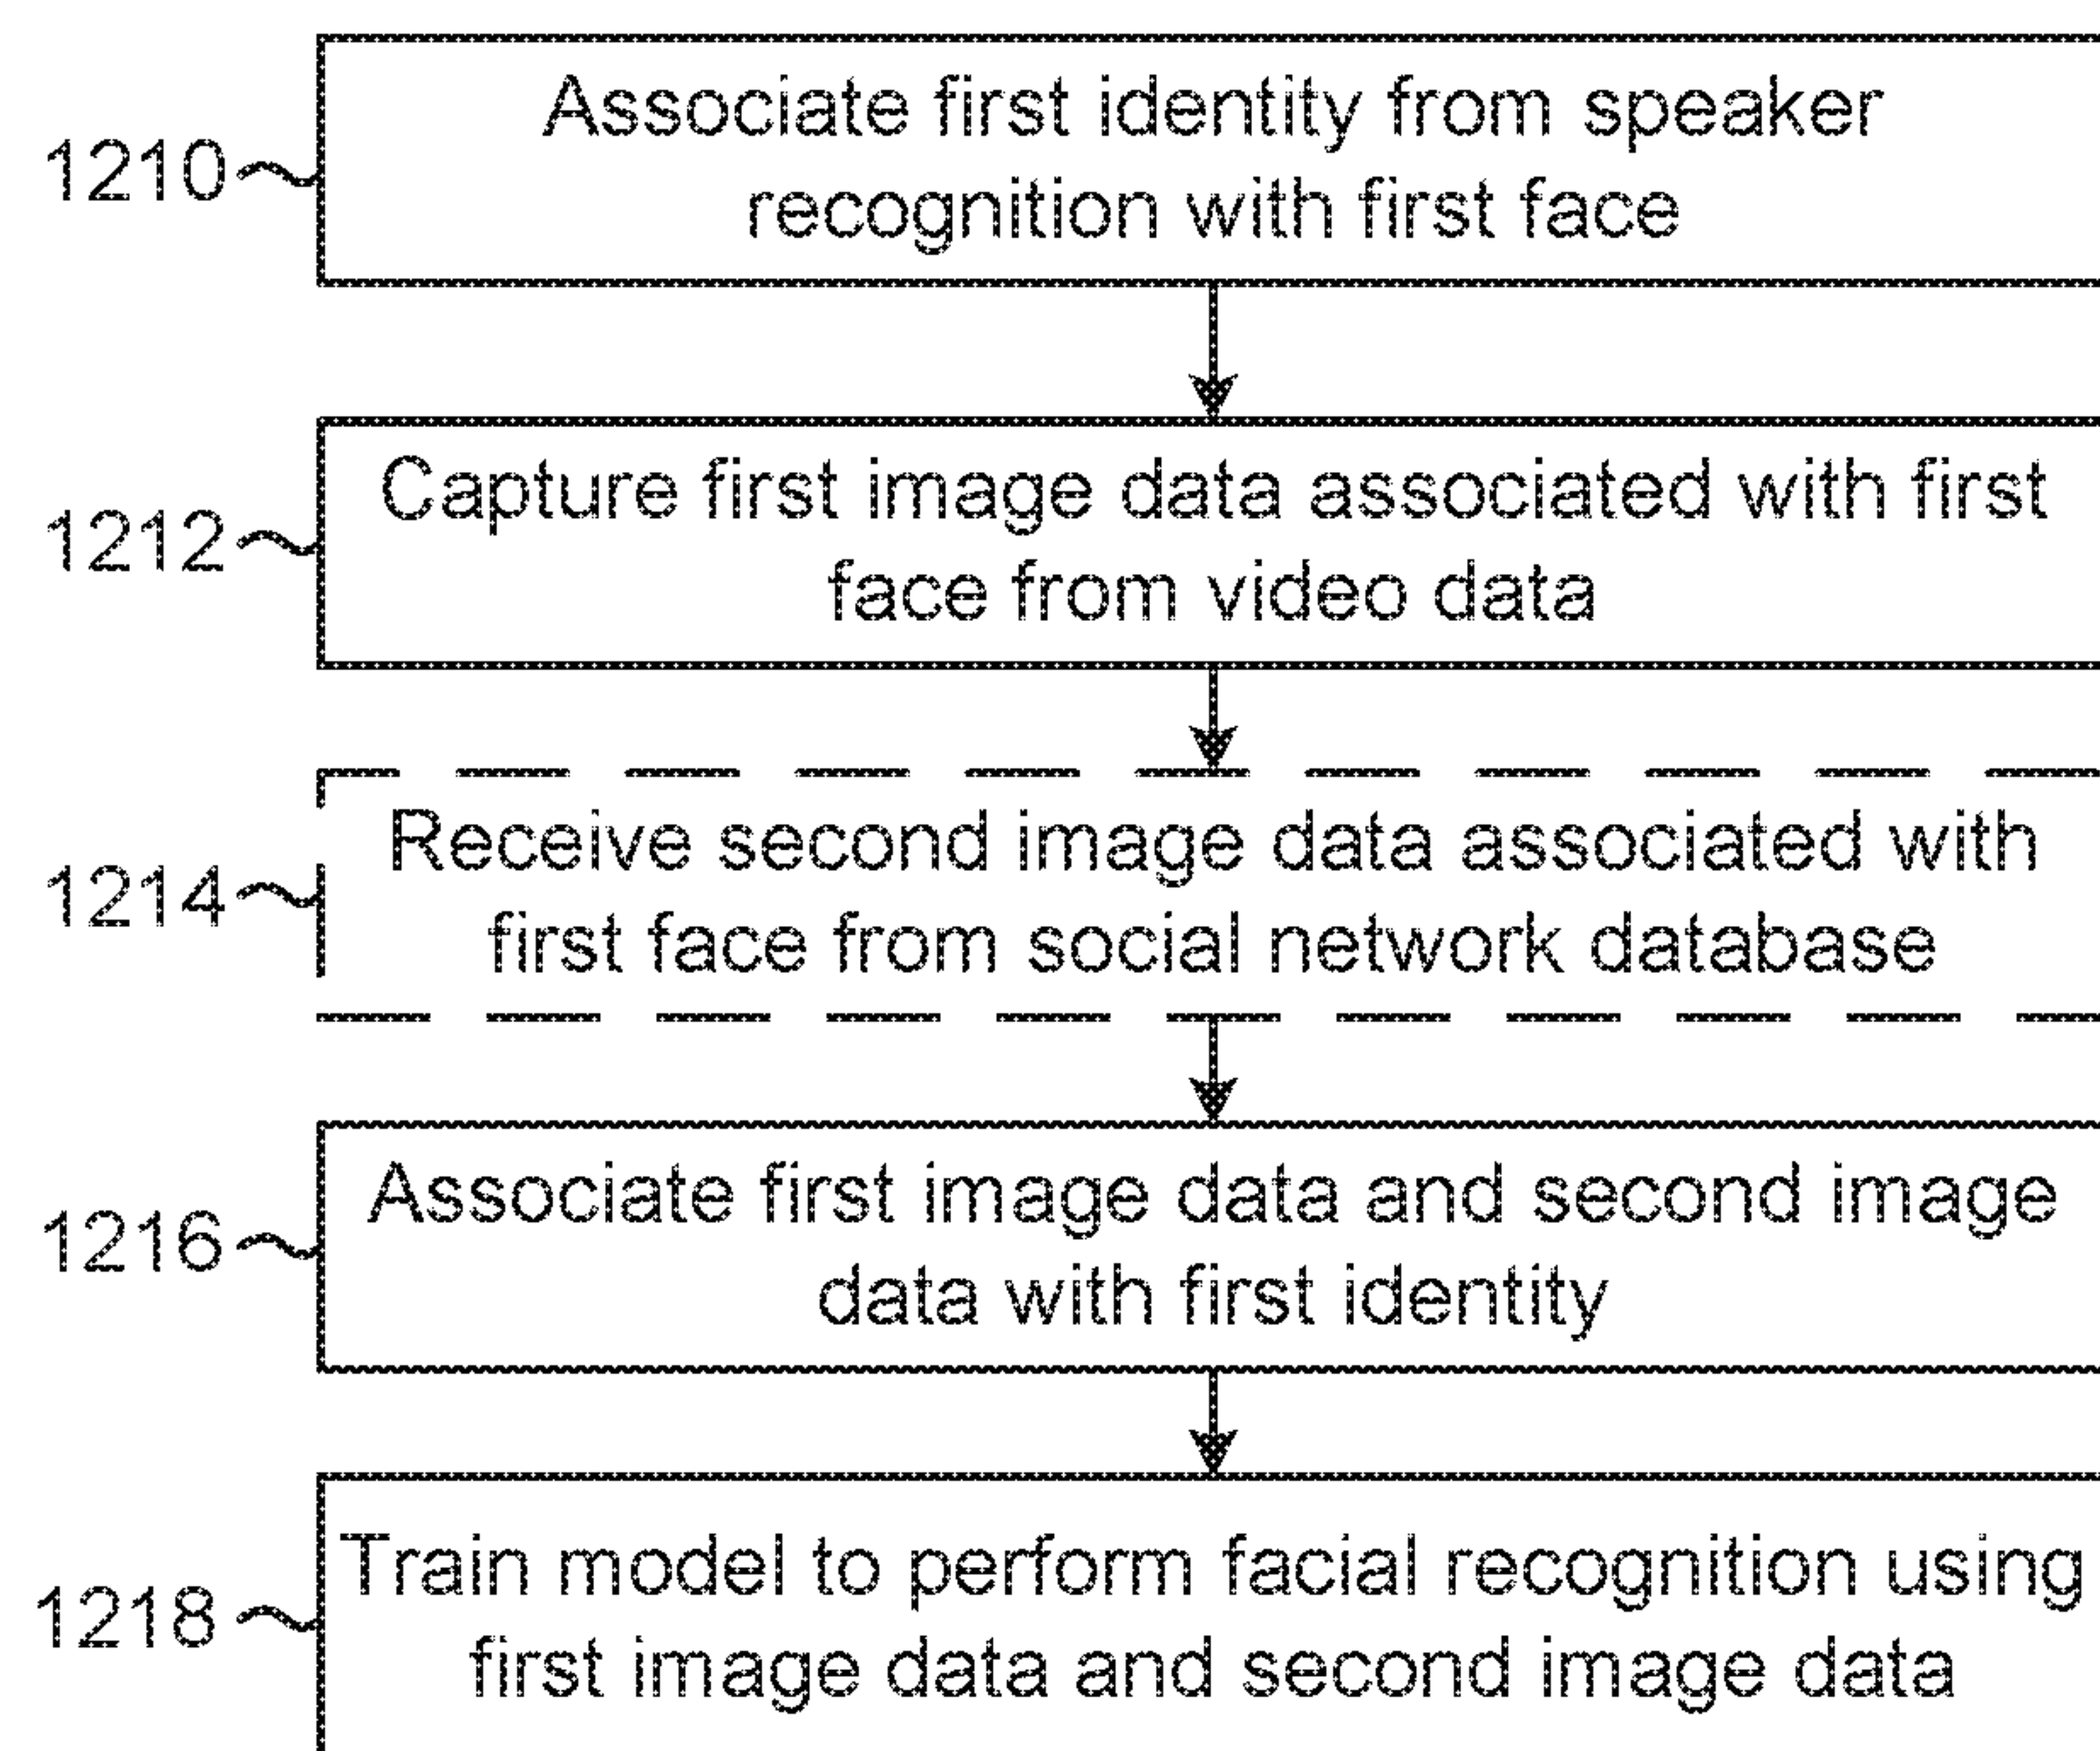 Associate first identity from speaker
1210
recognition with first face
Capture first image data associated with first
1212
face from video data
Receive second image data associated with
1214
first face from social network database
Associate first image data and second image
1216
data with first identity
Train model to perform facial recognition using
1218
first image data and second image data